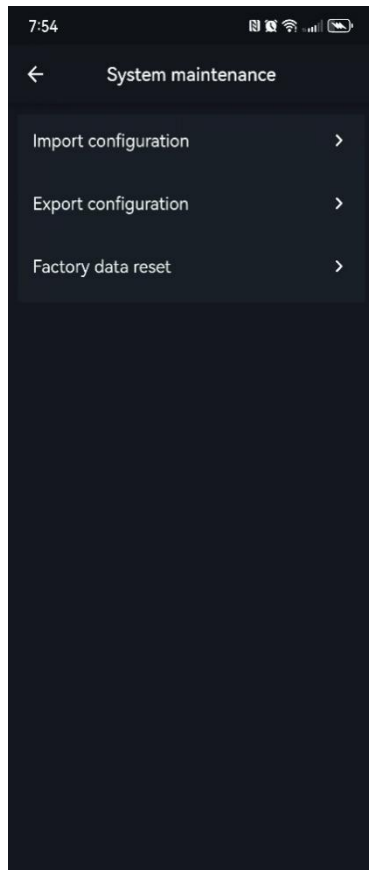 7:54
System maintenance
Import configuration
Export configuration
Factory data reset